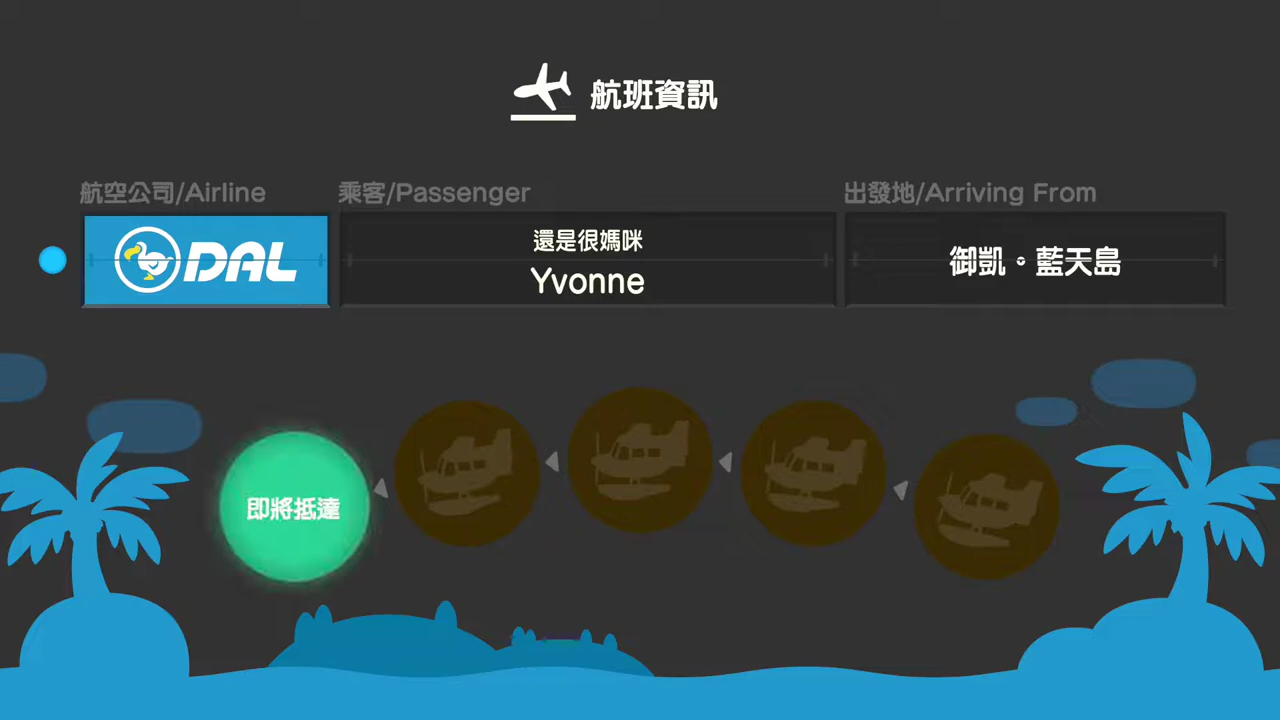 航班資訊
航空公司/Airline
乘客/Passenger
出發地/Arriving From
DAL
還是很媽咪
Yvonne
御凱。藍天島
即將抵達